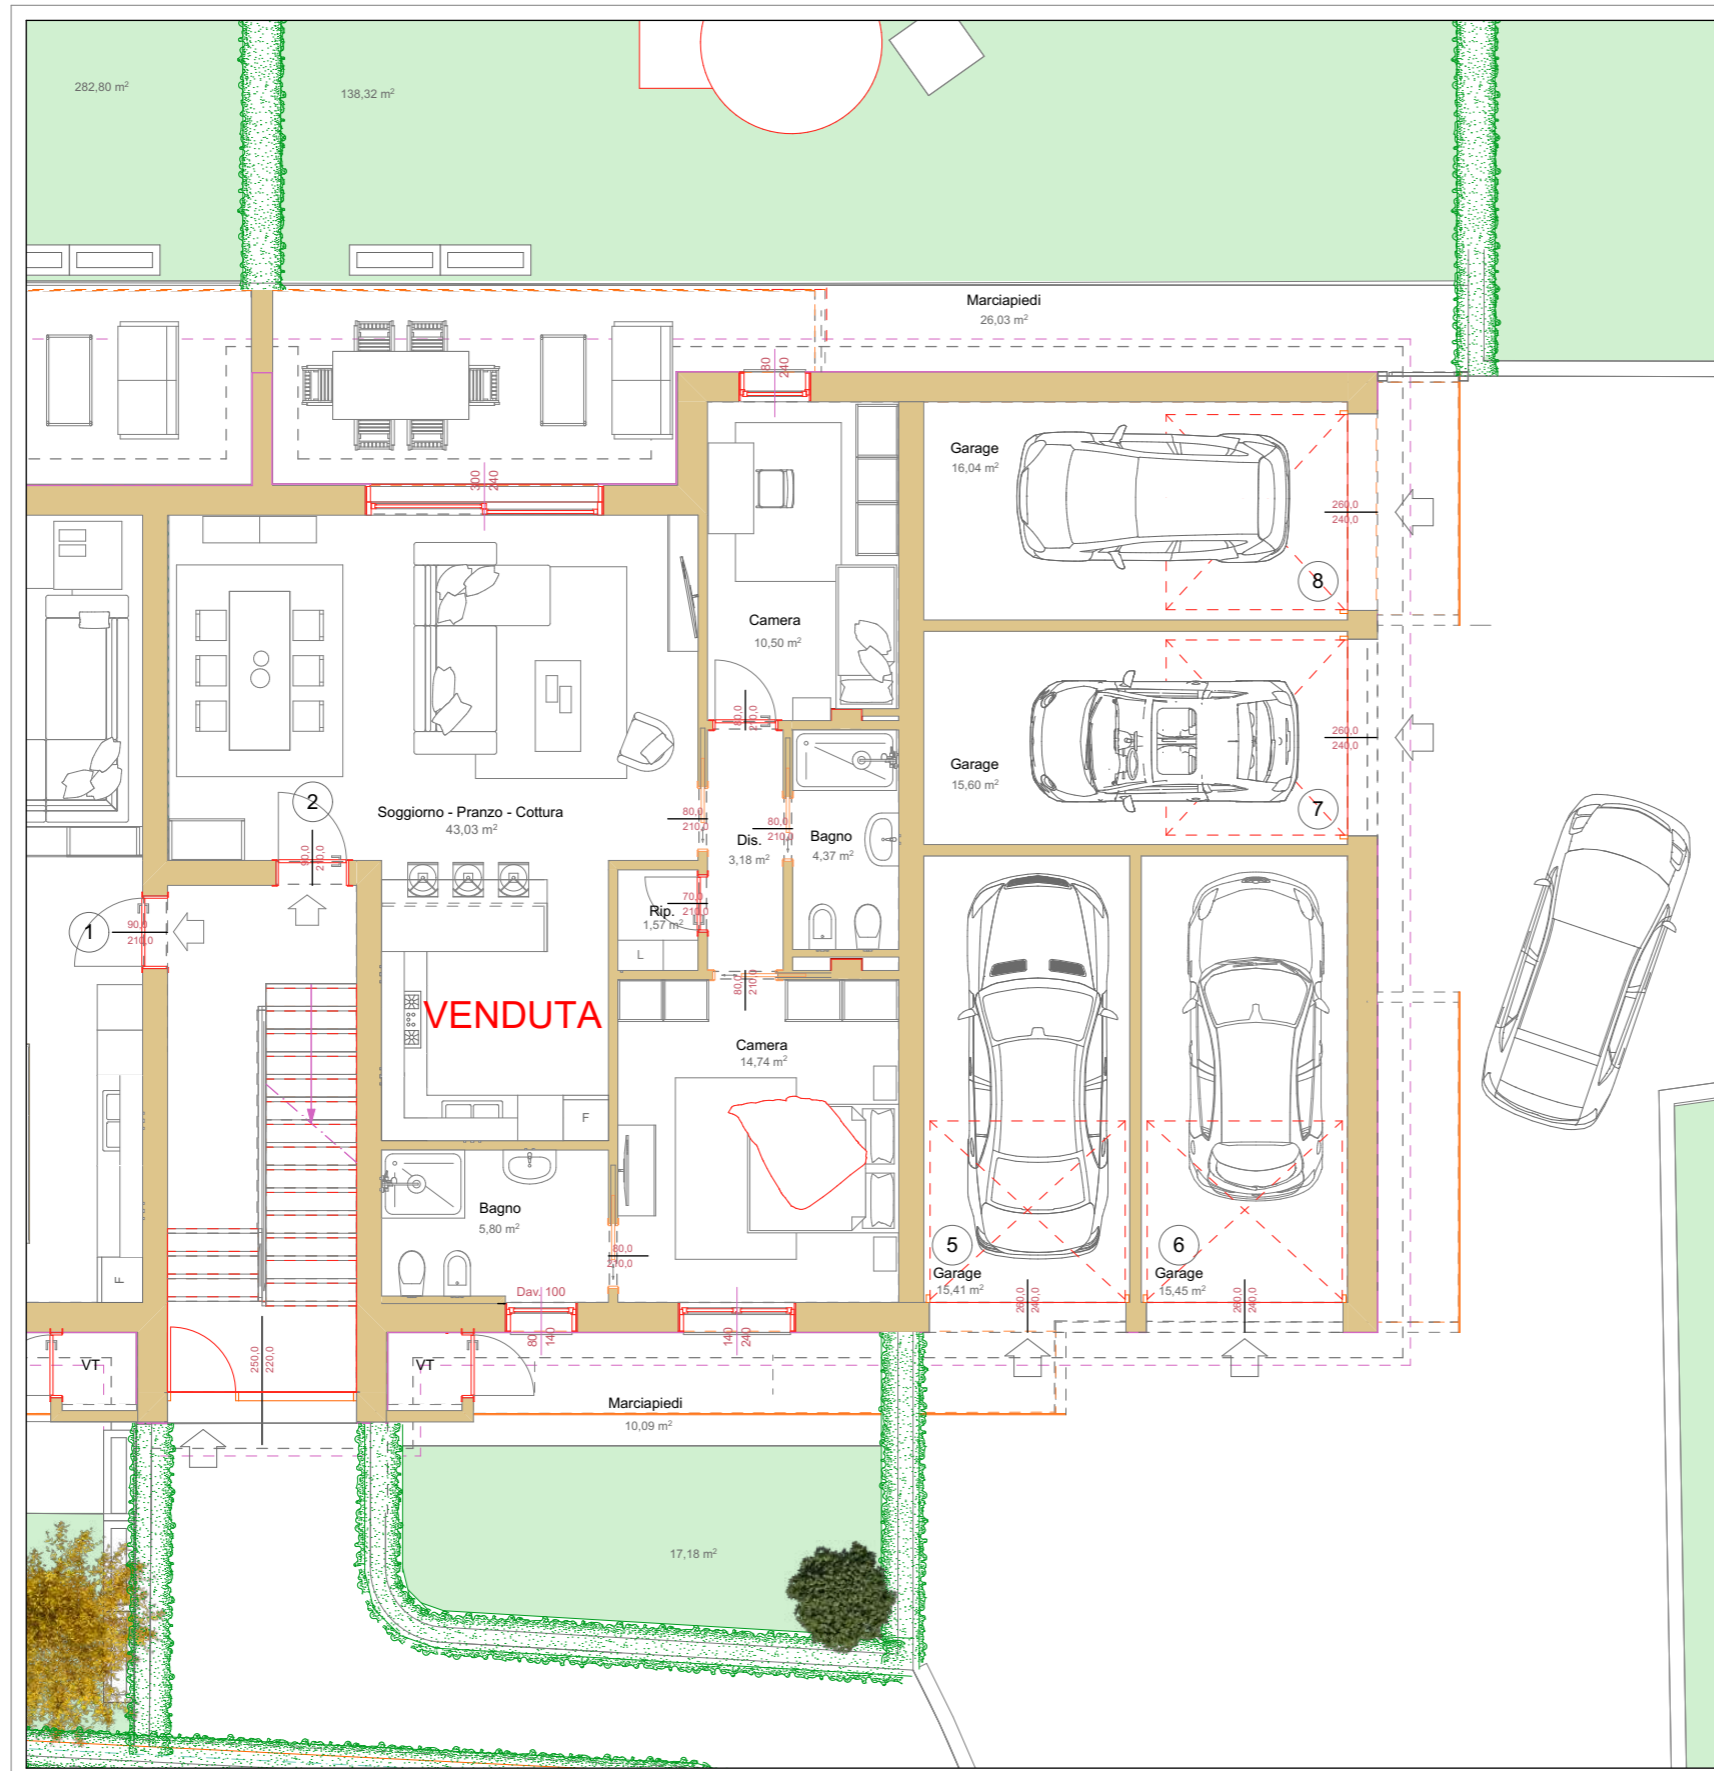 282,80 m²
138,32 m²
Marciapiedi
26,03 m²
80
240
300
240
Garage
16,04 m²
260,0
240,0
8
Camera
10,50 m²
80,0
210,0
Garage
15,60 m²
260,0
240,0
7
2
90,0
210,0
Soggiorno - Pranzo - Cottura
43,03 m²
80,0
210,0
Dis.
3,18 m²
80,0
210,0
Bagno
4,37 m²
1
90,0
210,0
Rip.
1,57 m²
70,0
210,0
L
80,0
210,0
VENDUTA
Camera
14,74 m²
F
F
Bagno
5,80 m²
80,0
210,0
Dav. 100
80
140
140
240
5
Garage
15,41 m²
260,0
240,0
6
Garage
15,45 m²
260,0
240,0
VT
250,0
220,0
VT
Marciapiedi
10,09 m²
17,18 m²